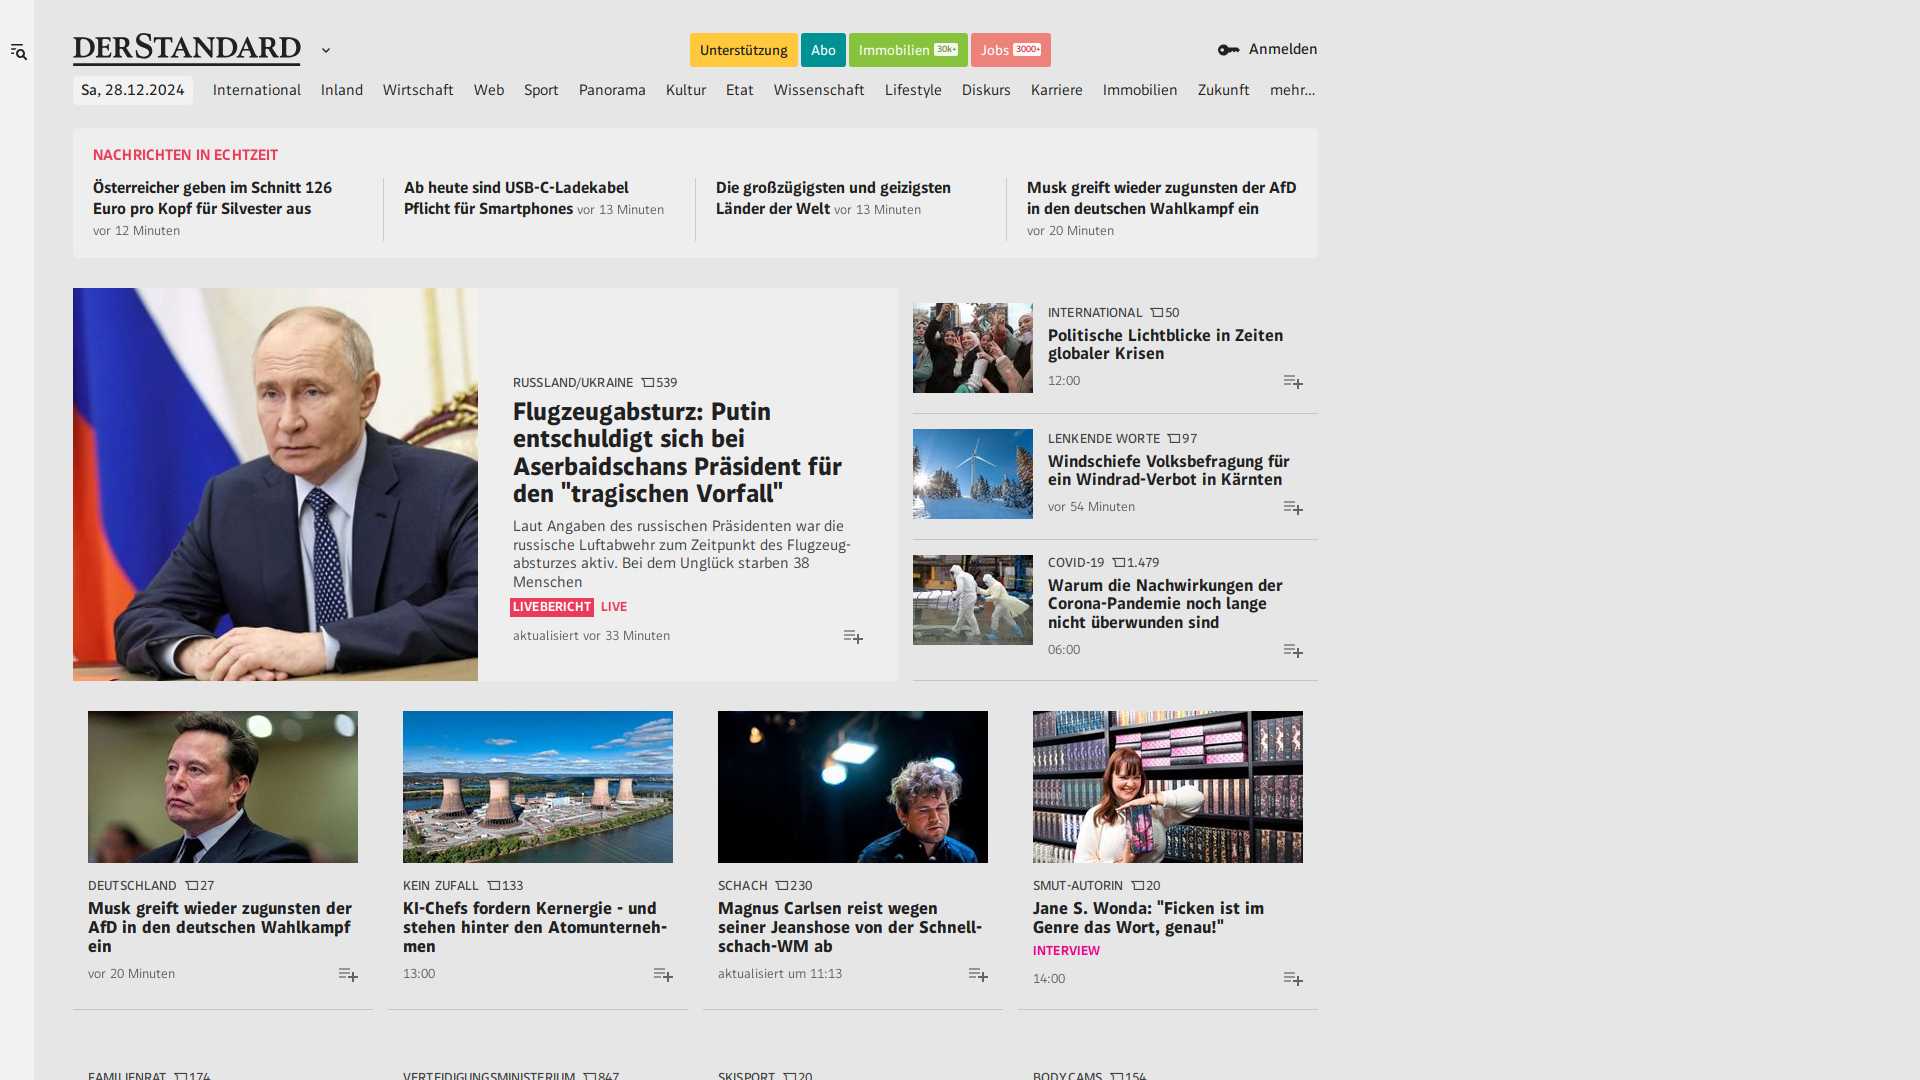 DERSTANDARD
Unterstützung Abo Immobilien 30k+ Jobs 3000+
Anmelden
Sa, 28.12.2024 International Inland Wirtschaft Web Sport Panorama Kultur Etat Wissenschaft Lifestyle Diskurs Karriere Immobilien Zukunft mehr...
NACHRICHTEN IN ECHTZEIT
Österreicher geben im Schnitt 126
Euro pro Kopf für Silvester aus
vor 12 Minuten
Ab heute sind USB-C-Ladekabel
Pflicht für Smartphones vor 13 Minuten
Die großzügigsten und geizigsten
Länder der Welt vor 13 Minuten
Musk greift wieder zugunsten der AfD
in den deutschen Wahlkampf ein
vor 20 Minuten
RUSSLAND/UKRAINE 539
Flugzeugabsturz: Putin
entschuldigt sich bei
Aserbaidschans Präsident für
den "tragischen Vorfall"
Laut Angaben des russischen Präsidenten war die
russische Luftabwehr zum Zeitpunkt des Flugzeug-
absturzes aktiv. Bei dem Unglück starben 38
Menschen
LIVEBERICHT LIVE
aktualisiert vor 33 Minuten
INTERNATIONAL 50
Politische Lichtblicke in Zeiten
globaler Krisen
12:00
LENKENDE WORTE 97
Windschiefe Volksbefragung für
ein Windrad-Verbot in Kärnten
vor 54 Minuten
COVID-19 1.479
Warum die Nachwirkungen der
Corona-Pandemie noch lange
nicht überwunden sind
06:00
DEUTSCHLAND 27
Musk greift wieder zugunsten der
AfD in den deutschen Wahlkampf
ein
vor 20 Minuten
KEIN ZUFALL 133
KI-Chefs fordern Kernergie - und
stehen hinter den Atomunterneh-
men
13:00
SCHACH 230
Magnus Carlsen reist wegen
seiner Jeanshose von der Schnell-
schach-WM ab
aktualisiert um 11:13
SMUT-AUTORIN 20
Jane S. Wonda: "Ficken ist im
Genre das Wort, genau!"
INTERVIEW
14:00
FAMILIENRAT 174
VERTEIDIGUNGSMINISTERIUM 847
SKISPORT 20
BODYCAMS 154